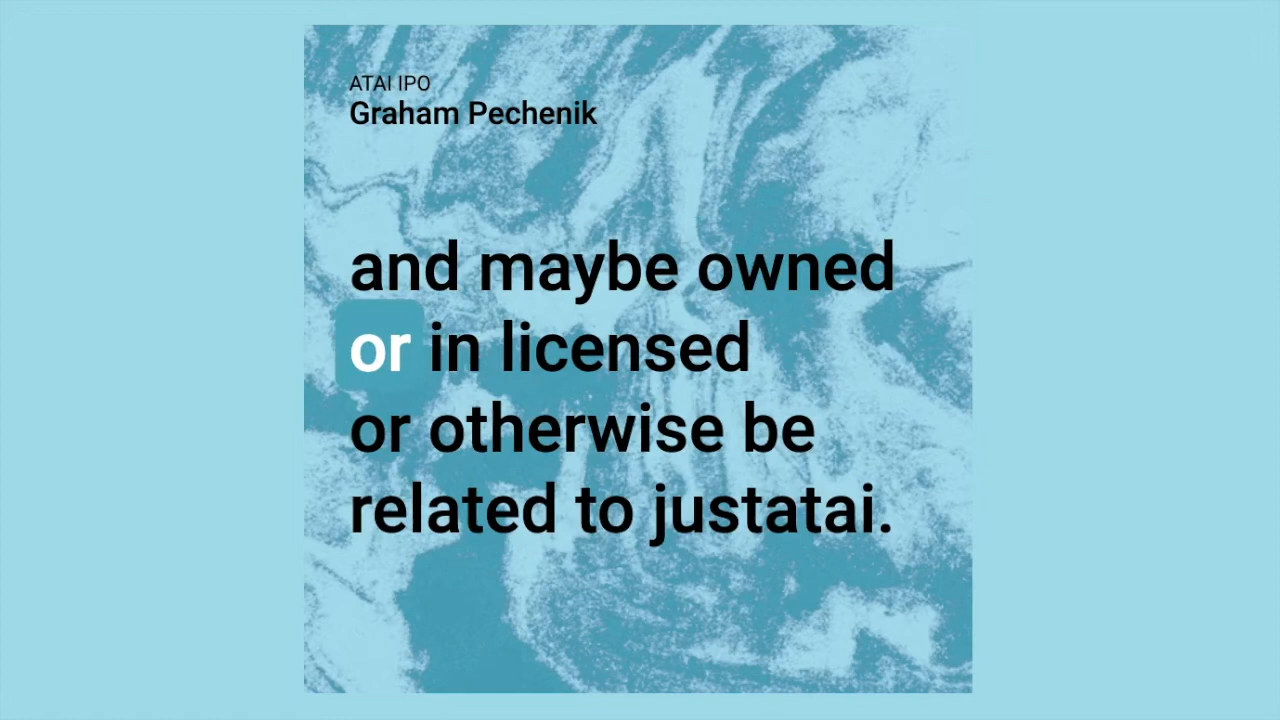 ATAI IPO
Graham Pechenik
and maybe owned
or in licensed
or otherwise be
related to justatai.